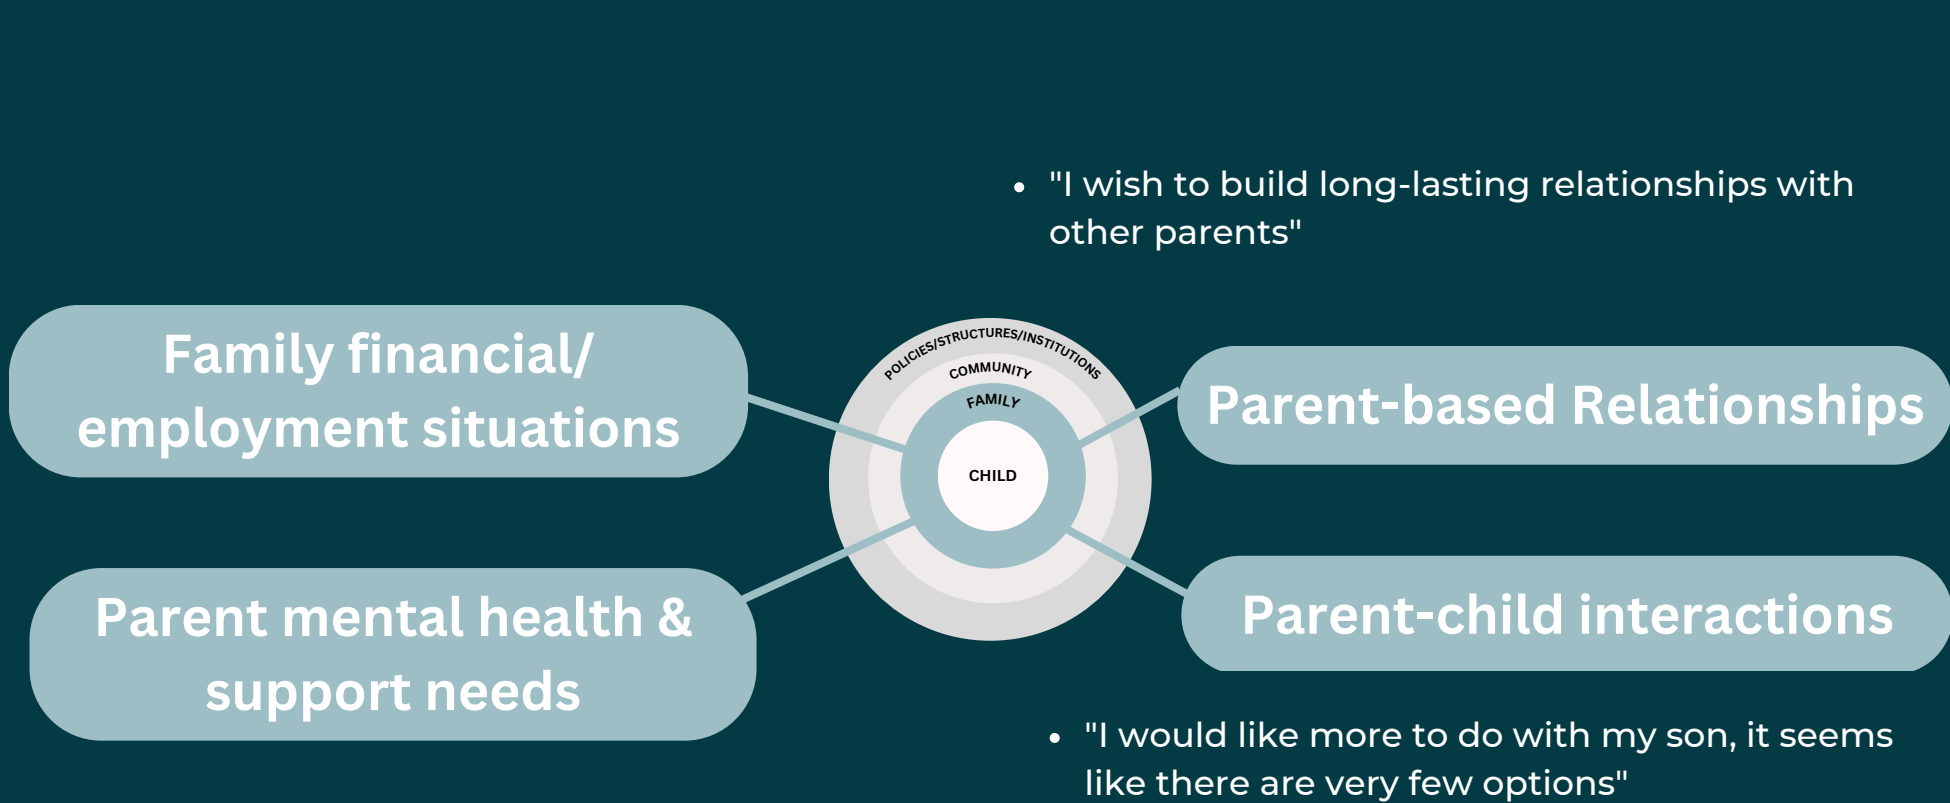 "I wish to build long-lasting relationships with
other parents"
Family financial/
employment situations
POLICIES/STRUCTURES/INSTITUTIONS
COMMUNITY
FAMILY
CHILD
Parent-based Relationships
Parent mental health &
support needs
Parent-child interactions
"I would like more to do with my son, it seems
like there are very few options"